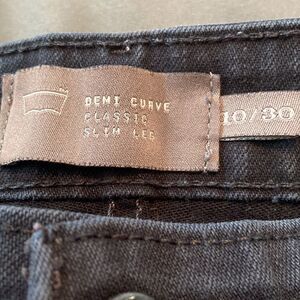 DEMI CURVE
CLASSIC
SLIM LEG
10/30